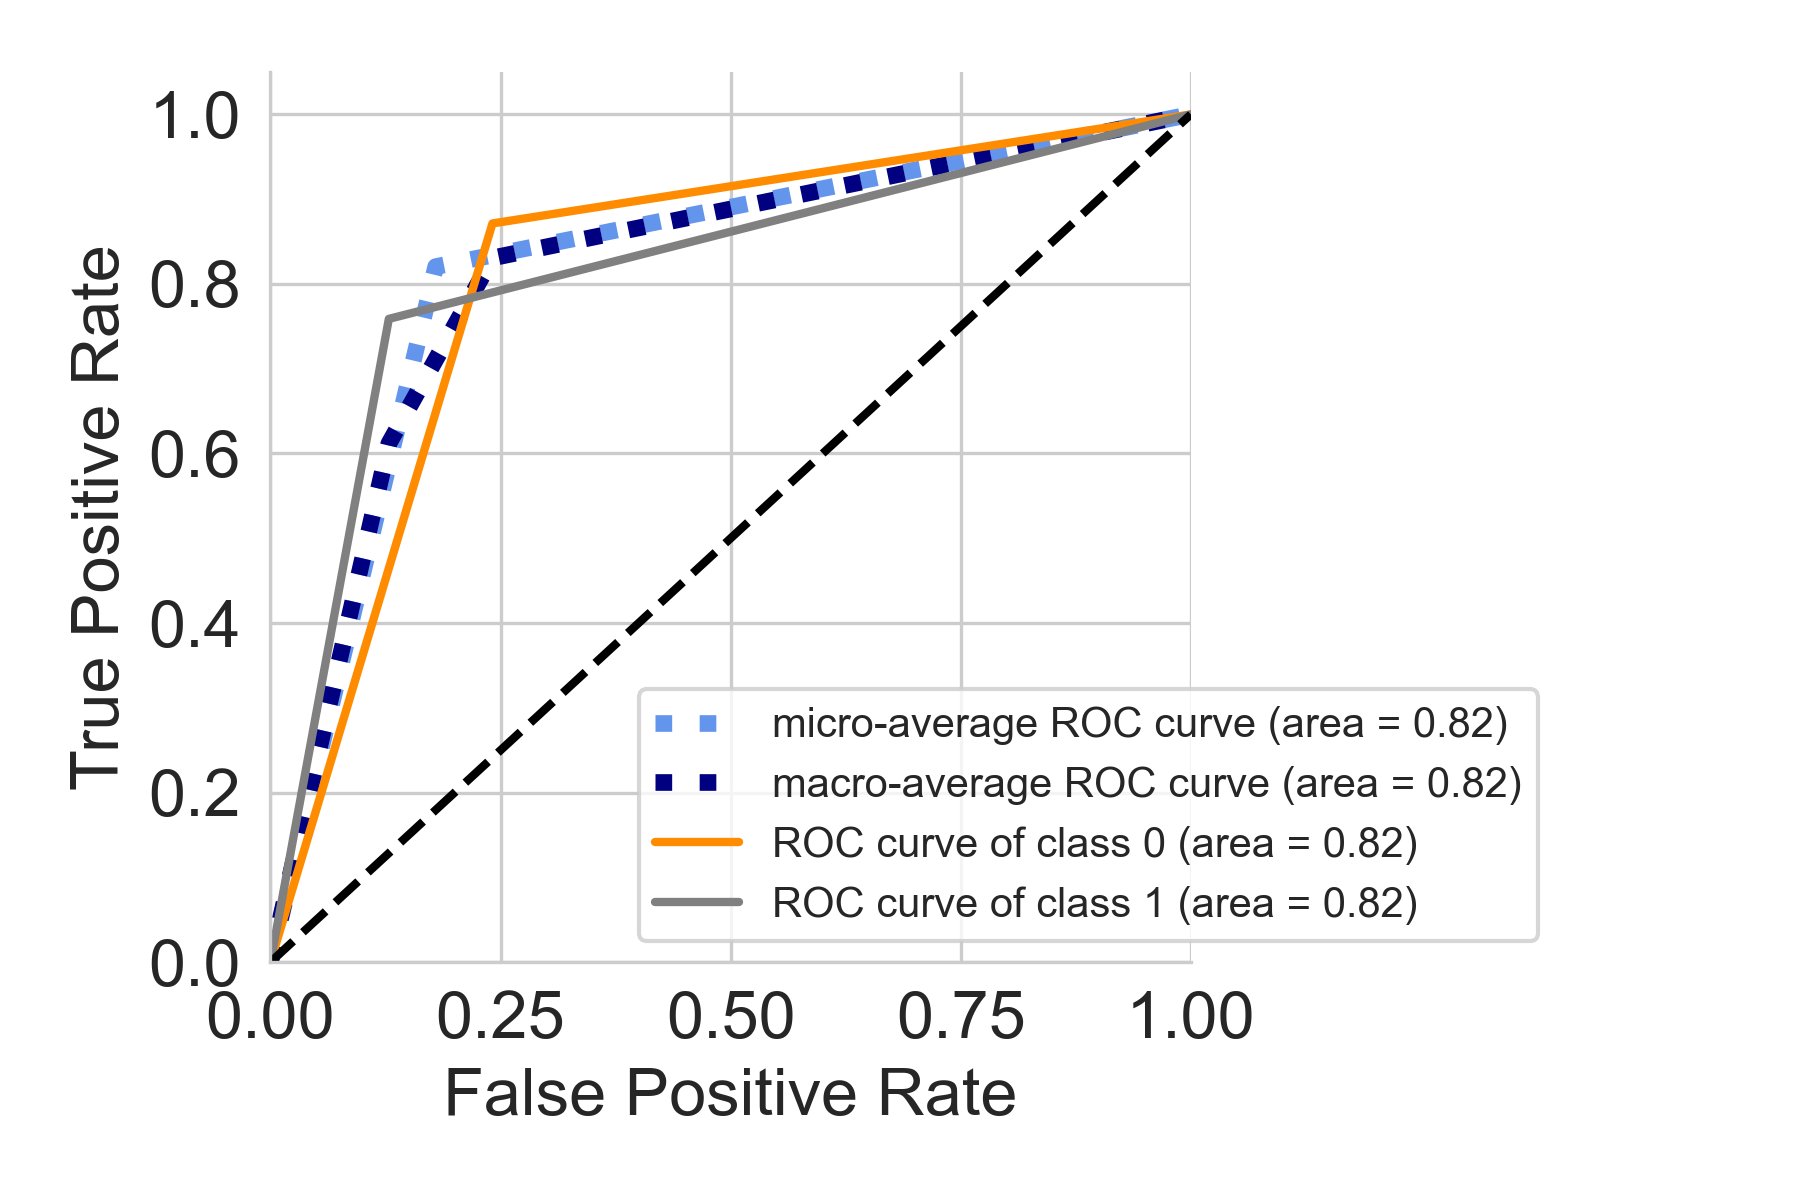 True Positive Rate
1.0
0.8
0.6
0.4
0.2
0.0
micro-average ROC curve (area = 0.82)
macro-average ROC curve (area = 0.82)
ROC curve of class 0 (area = 0.82)
ROC curve of class 1 (area = 0.82)
0.00 0.25 0.50 0.75 1.00
False Positive Rate